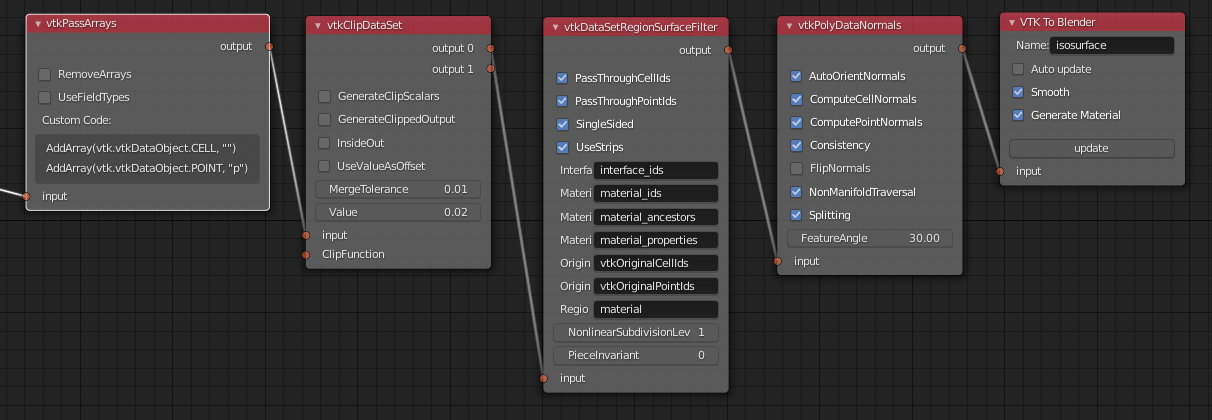 vtkPassArrays
output
RemoveArrays
UseFieldTypes
Custom Code:
AddArray(vtk.vtkDataObject.CELL, "")
AddArray(vtk.vtkDataObject.POINT, "p")
input
vtkClipDataSet
output 0
output 1
GenerateClipScalars
GenerateClippedOutput
InsideOut
UseValueAsOffset
MergeTolerance 0.01
Value 0.02
input
ClipFunction
vtkDataSetRegionSurfaceFilter
output
PassThroughCellIds
PassThroughPointIds
SingleSided
UseStrips
Interfa interface_ids
Materi material_ids
Materi material_ancestors
Materi material_properties
Origin vtkOriginalCellIds
Origin vtkOriginalPointIds
Regio material
NonlinearSubdivisionLev 1
PieceInvariant 0
input
vtkPolyDataNormals
output
AutoOrientNormals
ComputeCellNormals
ComputePointNormals
Consistency
FlipNormals
NonManifoldTraversal
Splitting
FeatureAngle 30.00
input
VTK To Blender
Name: isosurface
Auto update
Smooth
Generate Material
update
input